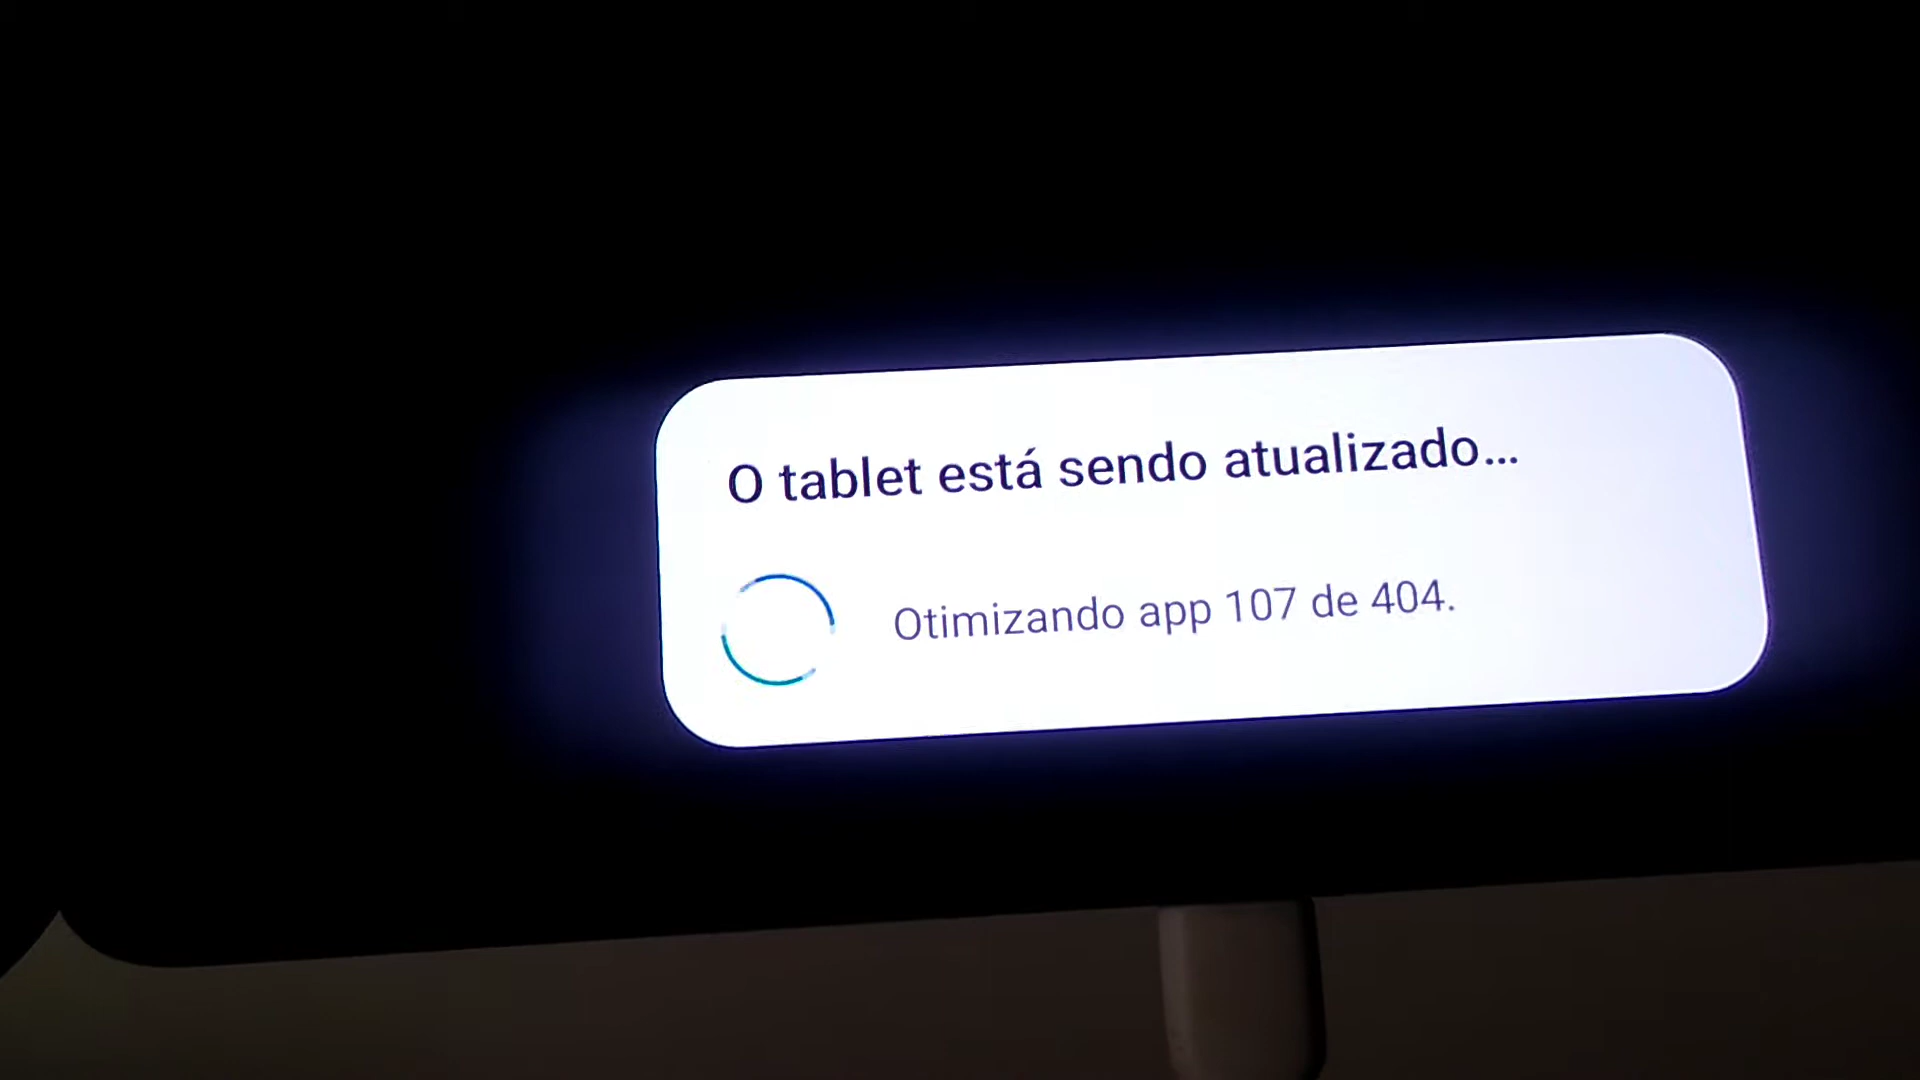 O tablet está sendo atualizado...
Otimizando app 107 de 404.